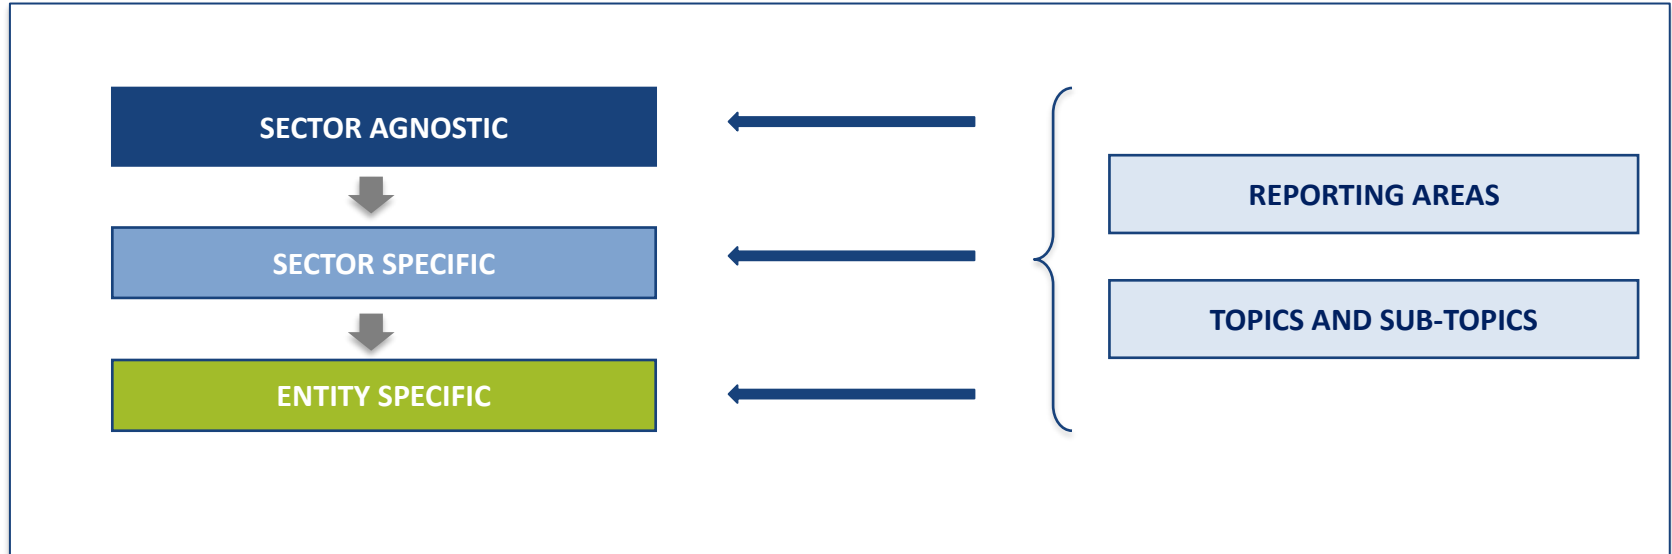 SECTOR AGNOSTIC
SECTOR SPECIFIC
ENTITY SPECIFIC
REPORTING AREAS
TOPICS AND SUB-TOPICS